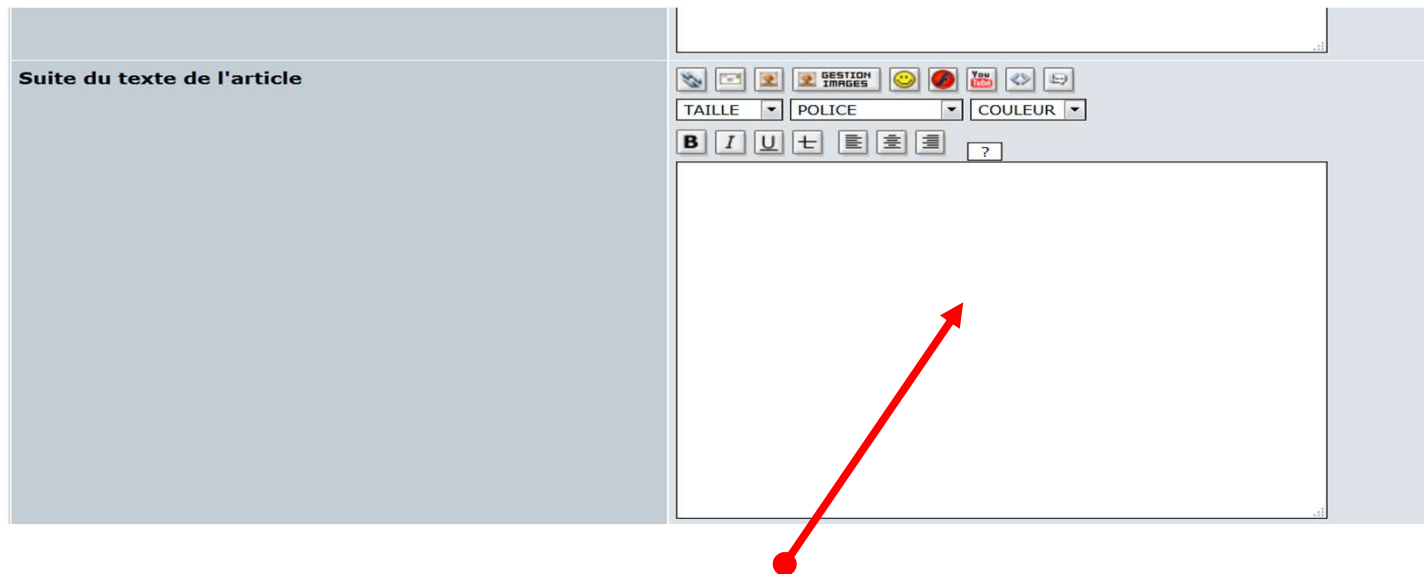 Suite du texte de l'article
GESTION
IMAGES
You
Tube
TAILLE POLICE COULEUR
B I U t
?